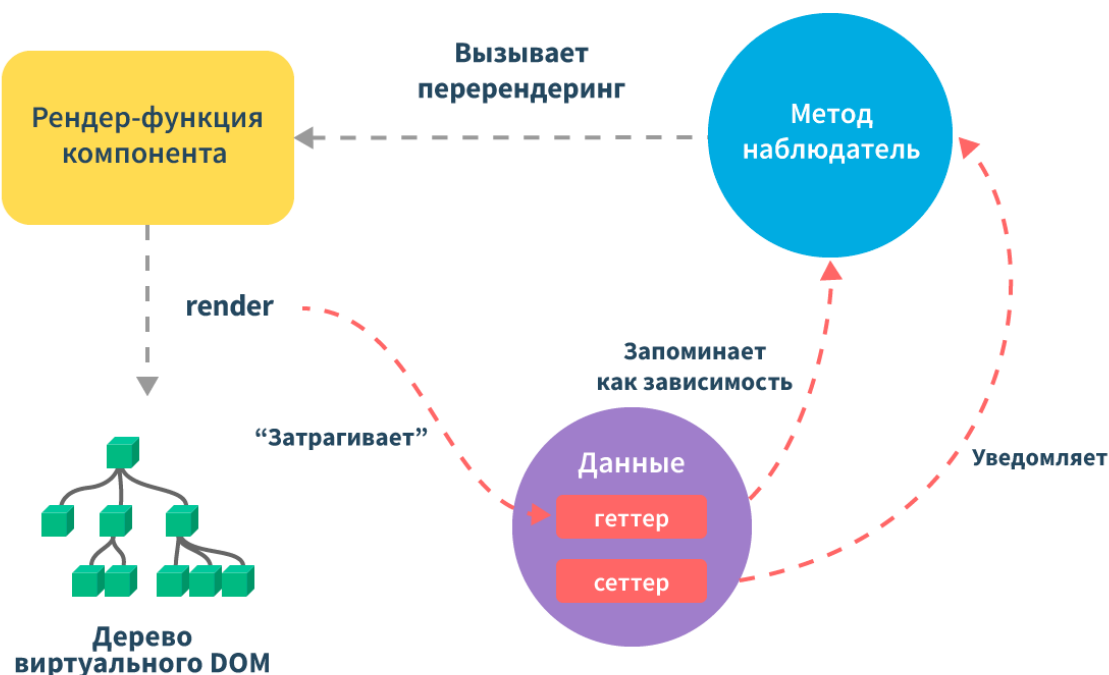 Вызывает
перерендеринг
Рендер-функция
компонента
Метод
наблюдатель
render
Запоминает
как зависимость
“Затрагивает”
Данные
Уведомляет
геттер
сеттер
Дерево
виртуального DOM